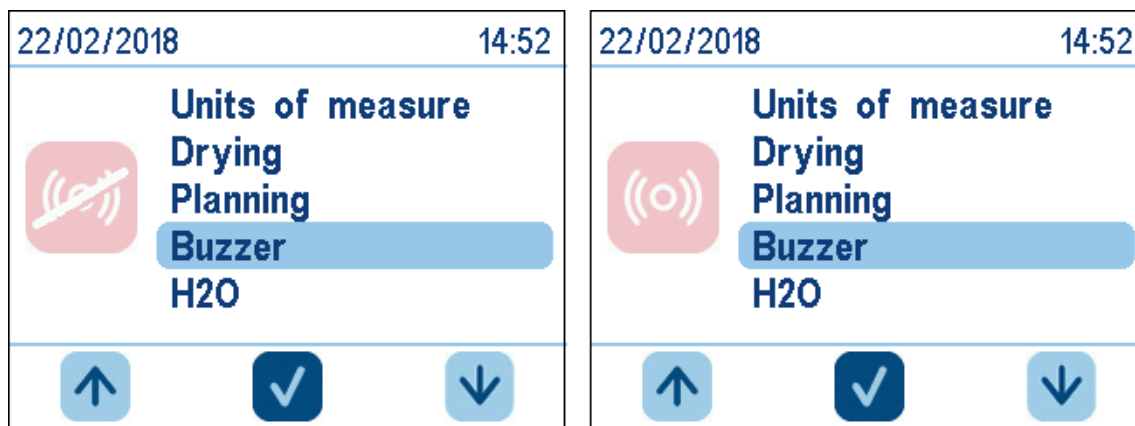 22/02/2018 14:52
Units of measure
Drying
Planning
Buzzer
H2O
22/02/2018 14:52
Units of measure
Drying
Planning
Buzzer
H2O